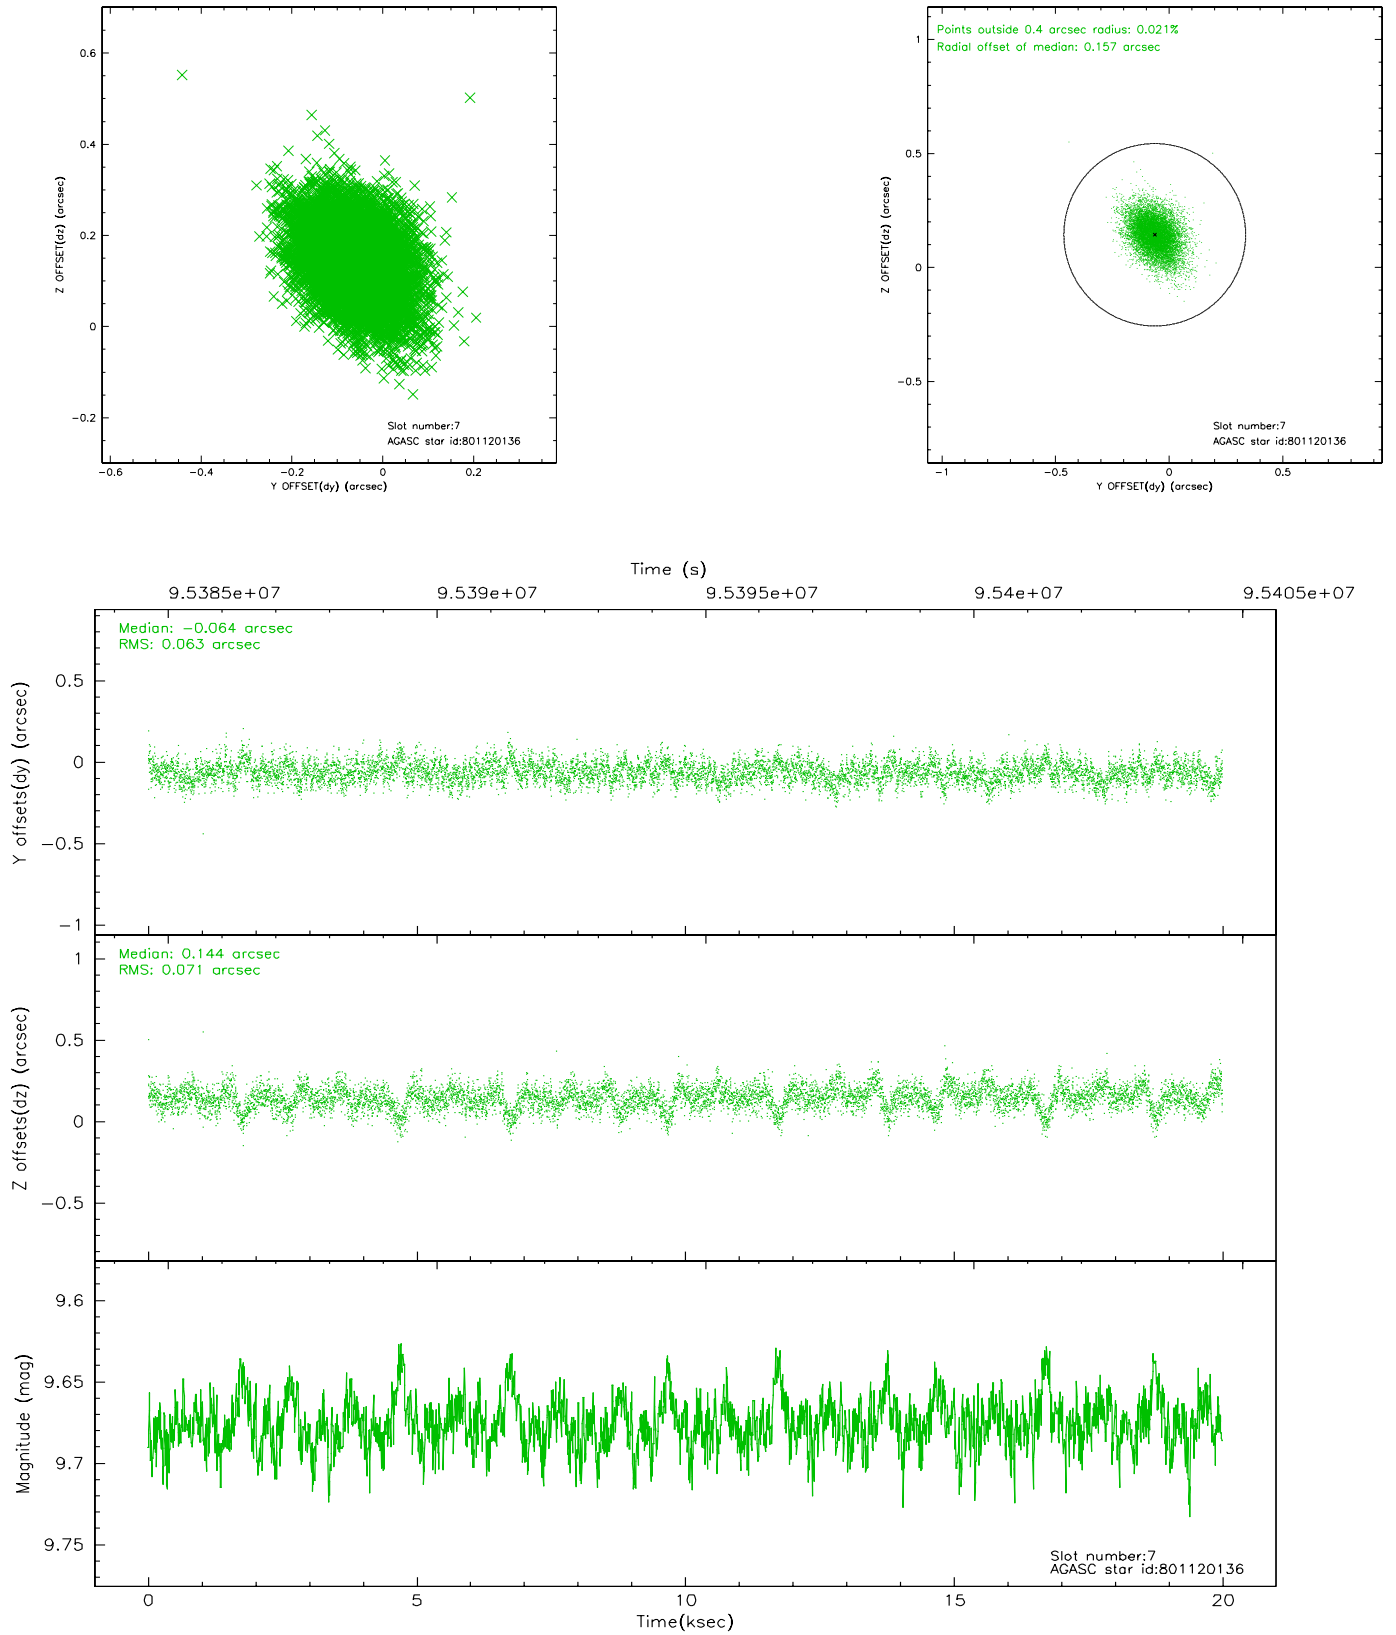 0.6
0.4
0.2
0
−0.2
Z OFFSET(dz) (arcsec)
Slot number:7
AGASC star id:801120136
−0.6 −0.4 −0.2 0 0.2
Y OFFSET(dy) (arcsec)
Points outside 0.4 arcsec radius: 0.021%
Radial offset of median: 0.157 arcsec
1
0.5
0
−0.5
Z OFFSET(dz) (arcsec)
Slot number:7
AGASC star id:801120136
−1 −0.5 0 0.5
Y OFFSET(dy) (arcsec)
Time (s)
9.5385e+07 9.539e+07 9.5395e+07 9.54e+07 9.5405e+07
Median: −0.064 arcsec
RMS: 0.063 arcsec
0.5
0
−0.5
−1
Y offsets(dy) (arcsec)
Median: 0.144 arcsec
RMS: 0.071 arcsec
1
0.5
0
−0.5
Z offsets(dz) (arcsec)
9.6
9.65
9.7
9.75
Magnitude (mag)
Slot number:7
AGASC star id:801120136
0 5 10 15 20
Time(ksec)